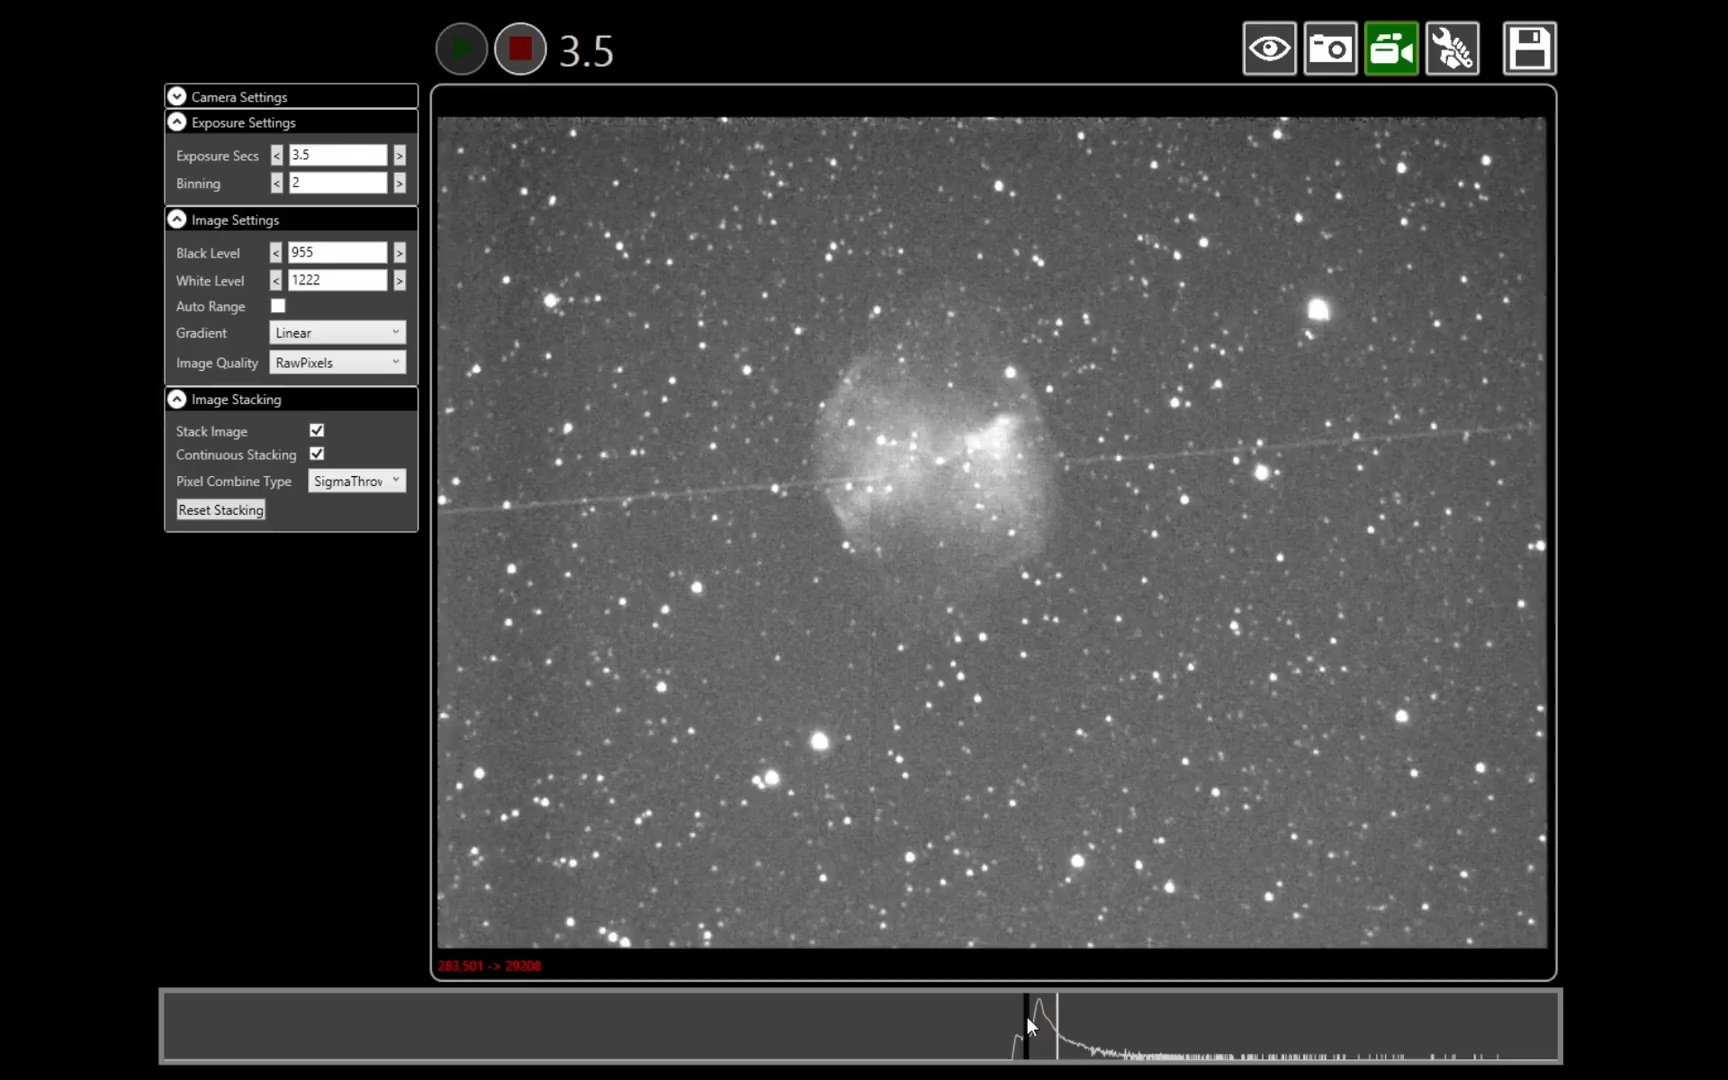 3.5
Camera Settings
Exposure Settings
Exposure Secs < 3.5 >
Binning < 2 >
Image Settings
Black Level < 955 >
White Level < 1222 >
Auto Range
Gradient Linear
Image Quality RawPixels
Image Stacking
Stack Image
Continuous Stacking
Pixel Combine Type SigmaThrov
Reset Stacking
283,501 -> 29208